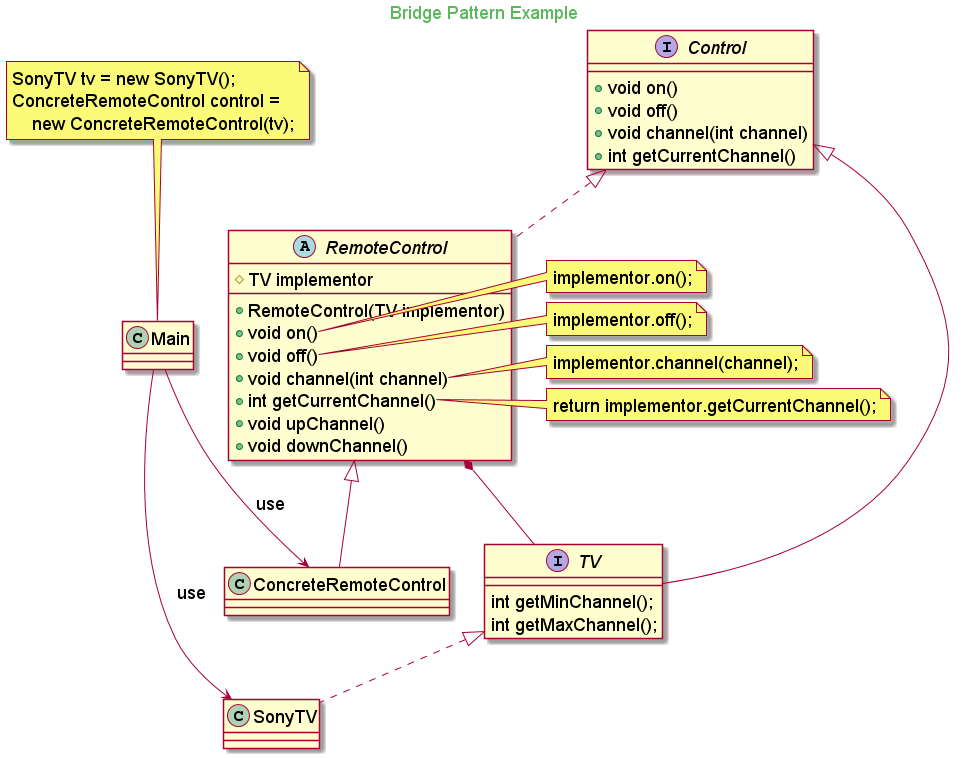 Bridge Pattern Example
I Control
void on()
void off()
void channel(int channel)
int getCurrentChannel()
SonyTV tv = new SonyTV();
ConcreteRemoteControl control =
new ConcreteRemoteControl(tv);
A RemoteControl
TV implementor
RemoteControl(TV implementor)
void on()
void off()
void channel(int channel)
int getCurrentChannel()
void upChannel()
void downChannel()
implementor.on();
implementor.off();
implementor.channel(channel);
return implementor.getCurrentChannel();
C Main
use
use
C ConcreteRemoteControl
I TV
int getMinChannel();
int getMaxChannel();
C SonyTV